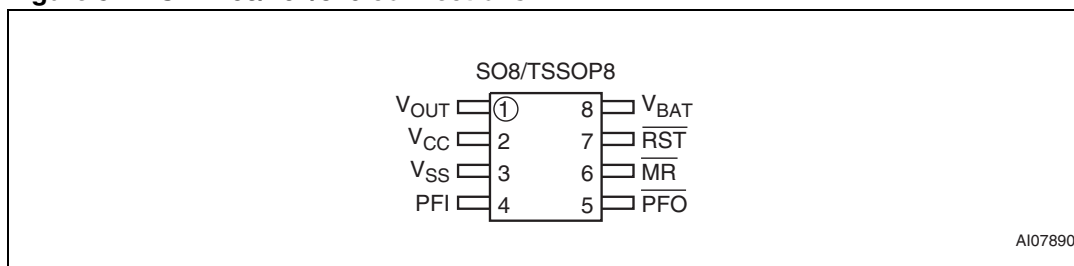 SO8/TSSOP8
VOUT 1 8 VBAT
VCC 2 7 RST
VSS 3 6 MR
PFI 4 5 PFO
AI07890